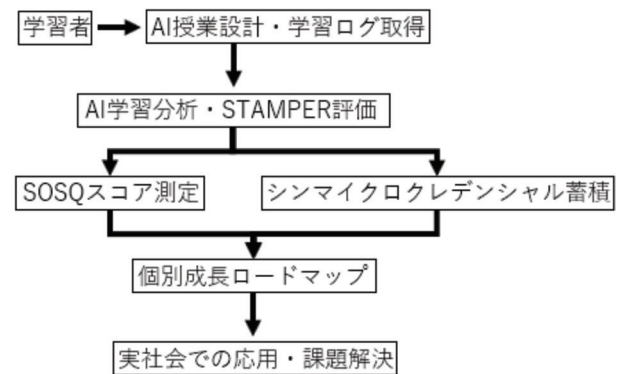 学習者
AI授業設計・学習ログ取得
AI学習分析・STAMPER評価
SOSQスコア測定
シンマイクロクレデンシャル蓄積
個別成長ロードマップ
実社会での応用・課題解決